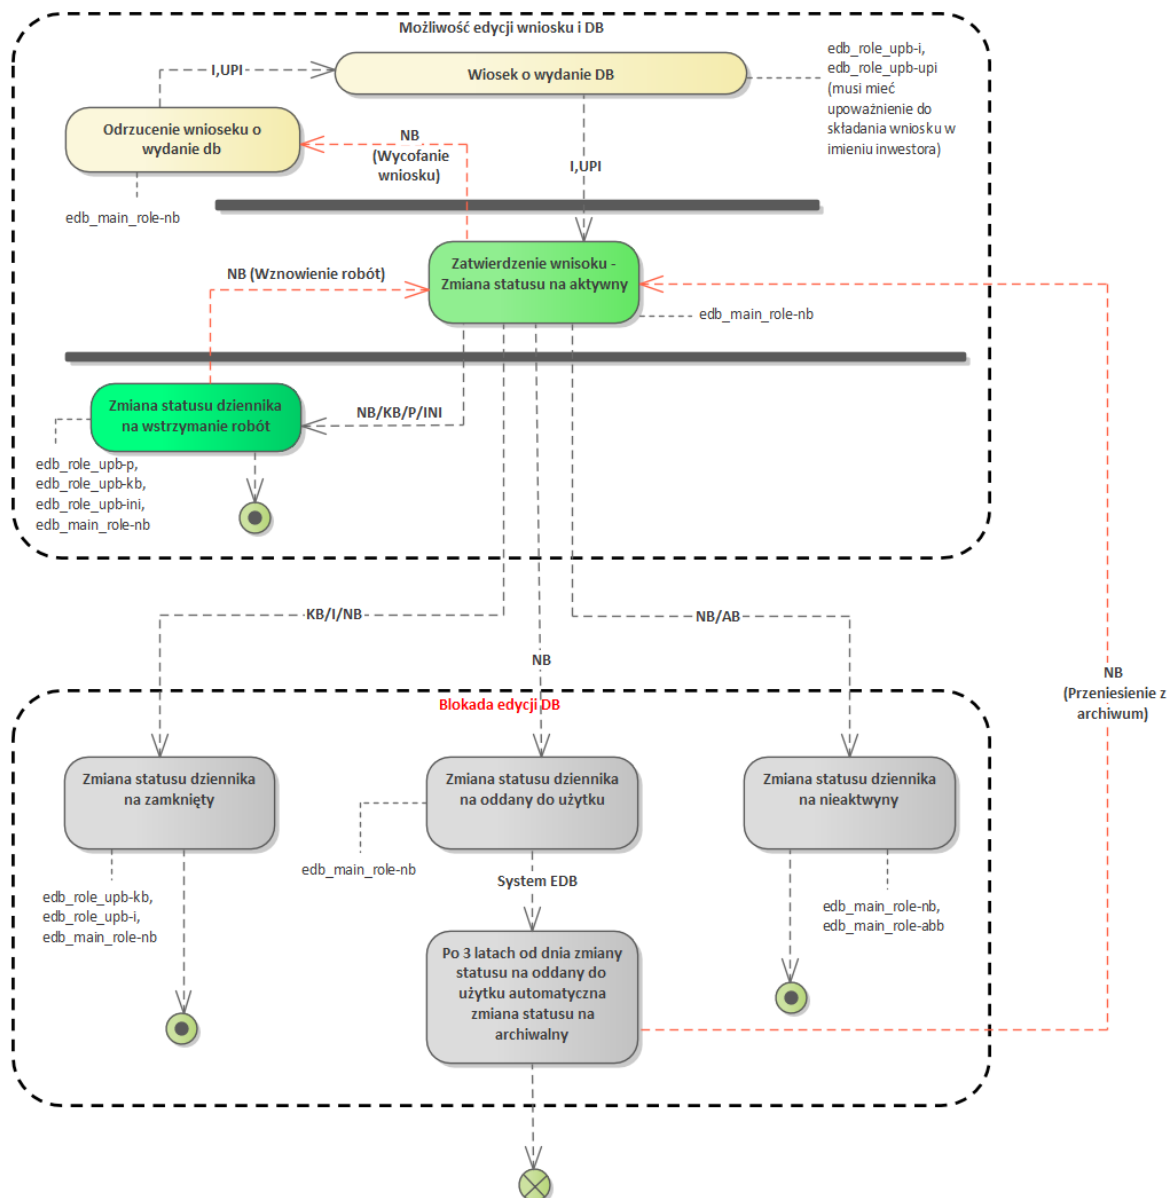 Możliwość edycji wniosku i DB
I,UPI
Wiosek o wydanie DB
edb_role_upb-i,
edb_role_upb-upi
(musi mieć
upoważnienie do
składania wniosku w
imieniu inwestora)
Odrzucenie wnioseku o
wydanie db
NB
(Wycofanie
wniosku)
I,UPI
edb_main_role-nb
Zatwierdzenie wnisoku -
Zmiana statusu na aktywny
NB (Wznowienie robót)
edb_main_role-nb
Zmiana statusu dziennika
na wstrzymanie robót
NB/KB/P/INI
edb_role_upb-p,
edb_role_upb-kb,
edb_role_upb-ini,
edb_main_role-nb
KB/I/NB
NB/AB
NB
NB
(Przeniesienie z
archiwum)
Blokada edycji DB
Zmiana statusu dziennika
na zamknięty
Zmiana statusu dziennika
na oddany do użytku
Zmiana statusu dziennika
na nieaktwyny
edb_main_role-nb
System EDB
edb_role_upb-kb,
edb_role_upb-i,
edb_main_role-nb
edb_main_role-nb,
edb_main_role-abb
Po 3 latach od dnia zmiany
statusu na oddany do
użytku automatyczna
zmiana statusu na
archiwalny